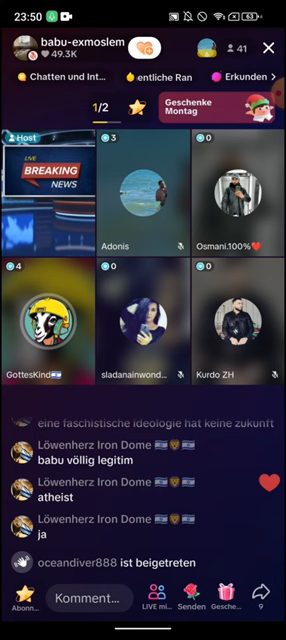 23:50
63
babu-exmoslem
49.3K
41
Chatten und Int...
entliche Ran
Erkunden
1/2
Geschenke
Montag
Host
LIVE
BREAKING
NEWS
3
Adonis
0
Osmani.100%❤️
4
GottesKind🇮🇱
0
sladanainwond...
0
Kurdo ZH
eine faschistische Ideologie hat keine zukunft
Löwenherz Iron Dome 🇮🇱🦁🇮🇱
babu völlig legitim
Löwenherz Iron Dome 🇮🇱🦁🇮🇱
atheist
Löwenherz Iron Dome 🇮🇱🦁🇮🇱
ja
oceandiver888 ist beigetreten
Komment...
Abonn...
LIVE mi...
Senden
Gesche...
9